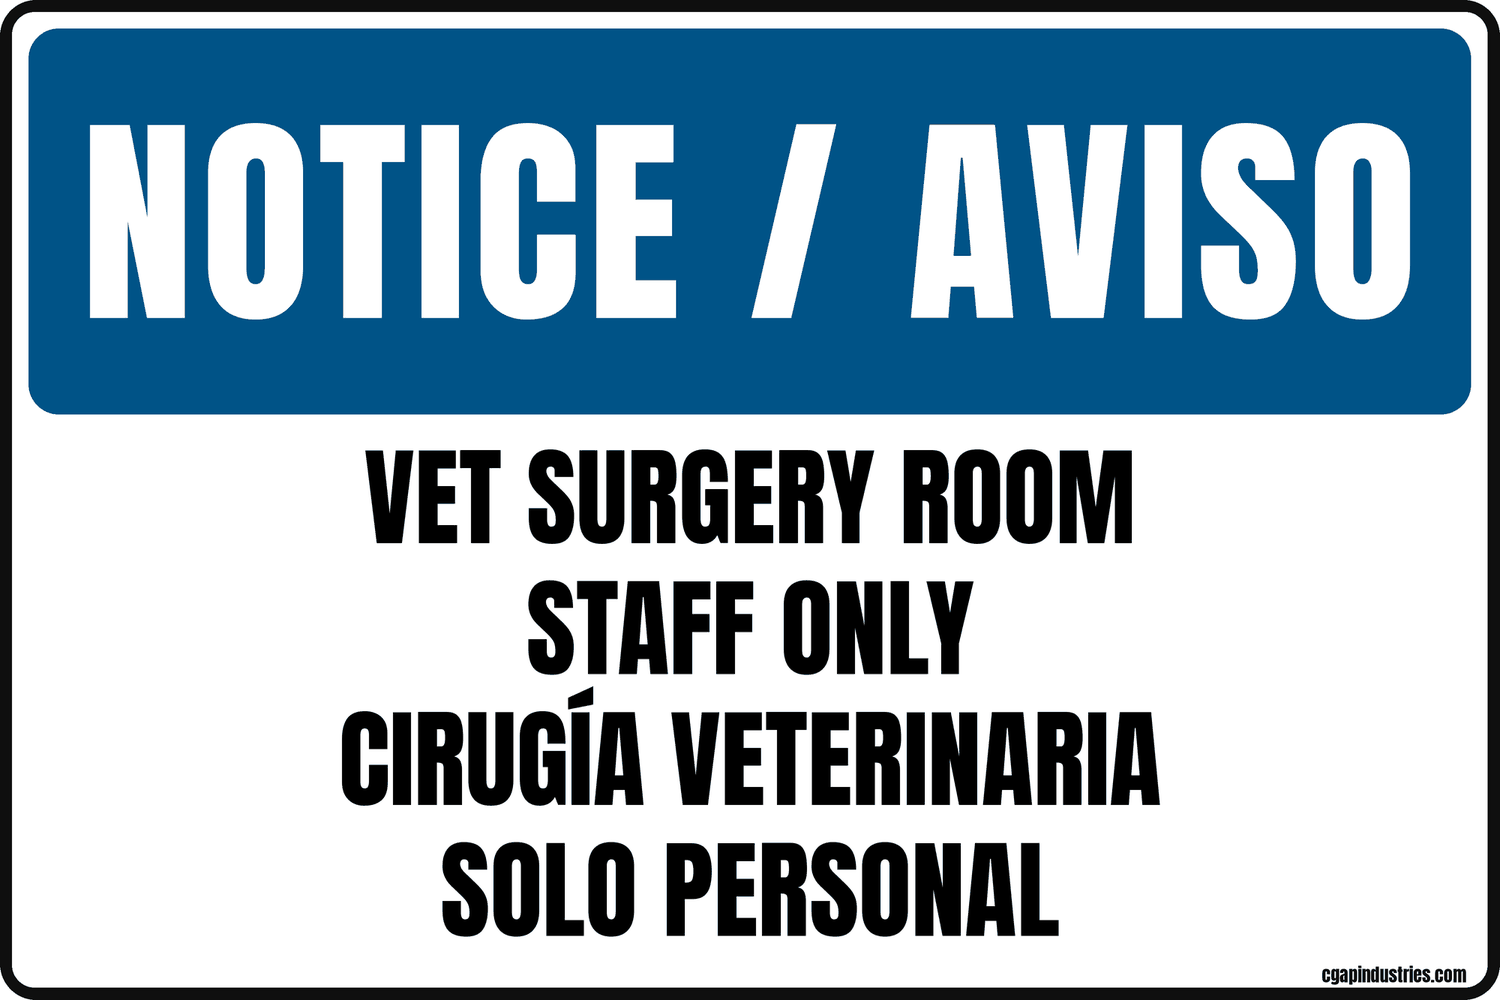 NOTICE / AVISO
VET SURGERY ROOM
STAFF ONLY
CIRUGÍA VETERINARIA
SOLO PERSONAL
cgapindustries.com